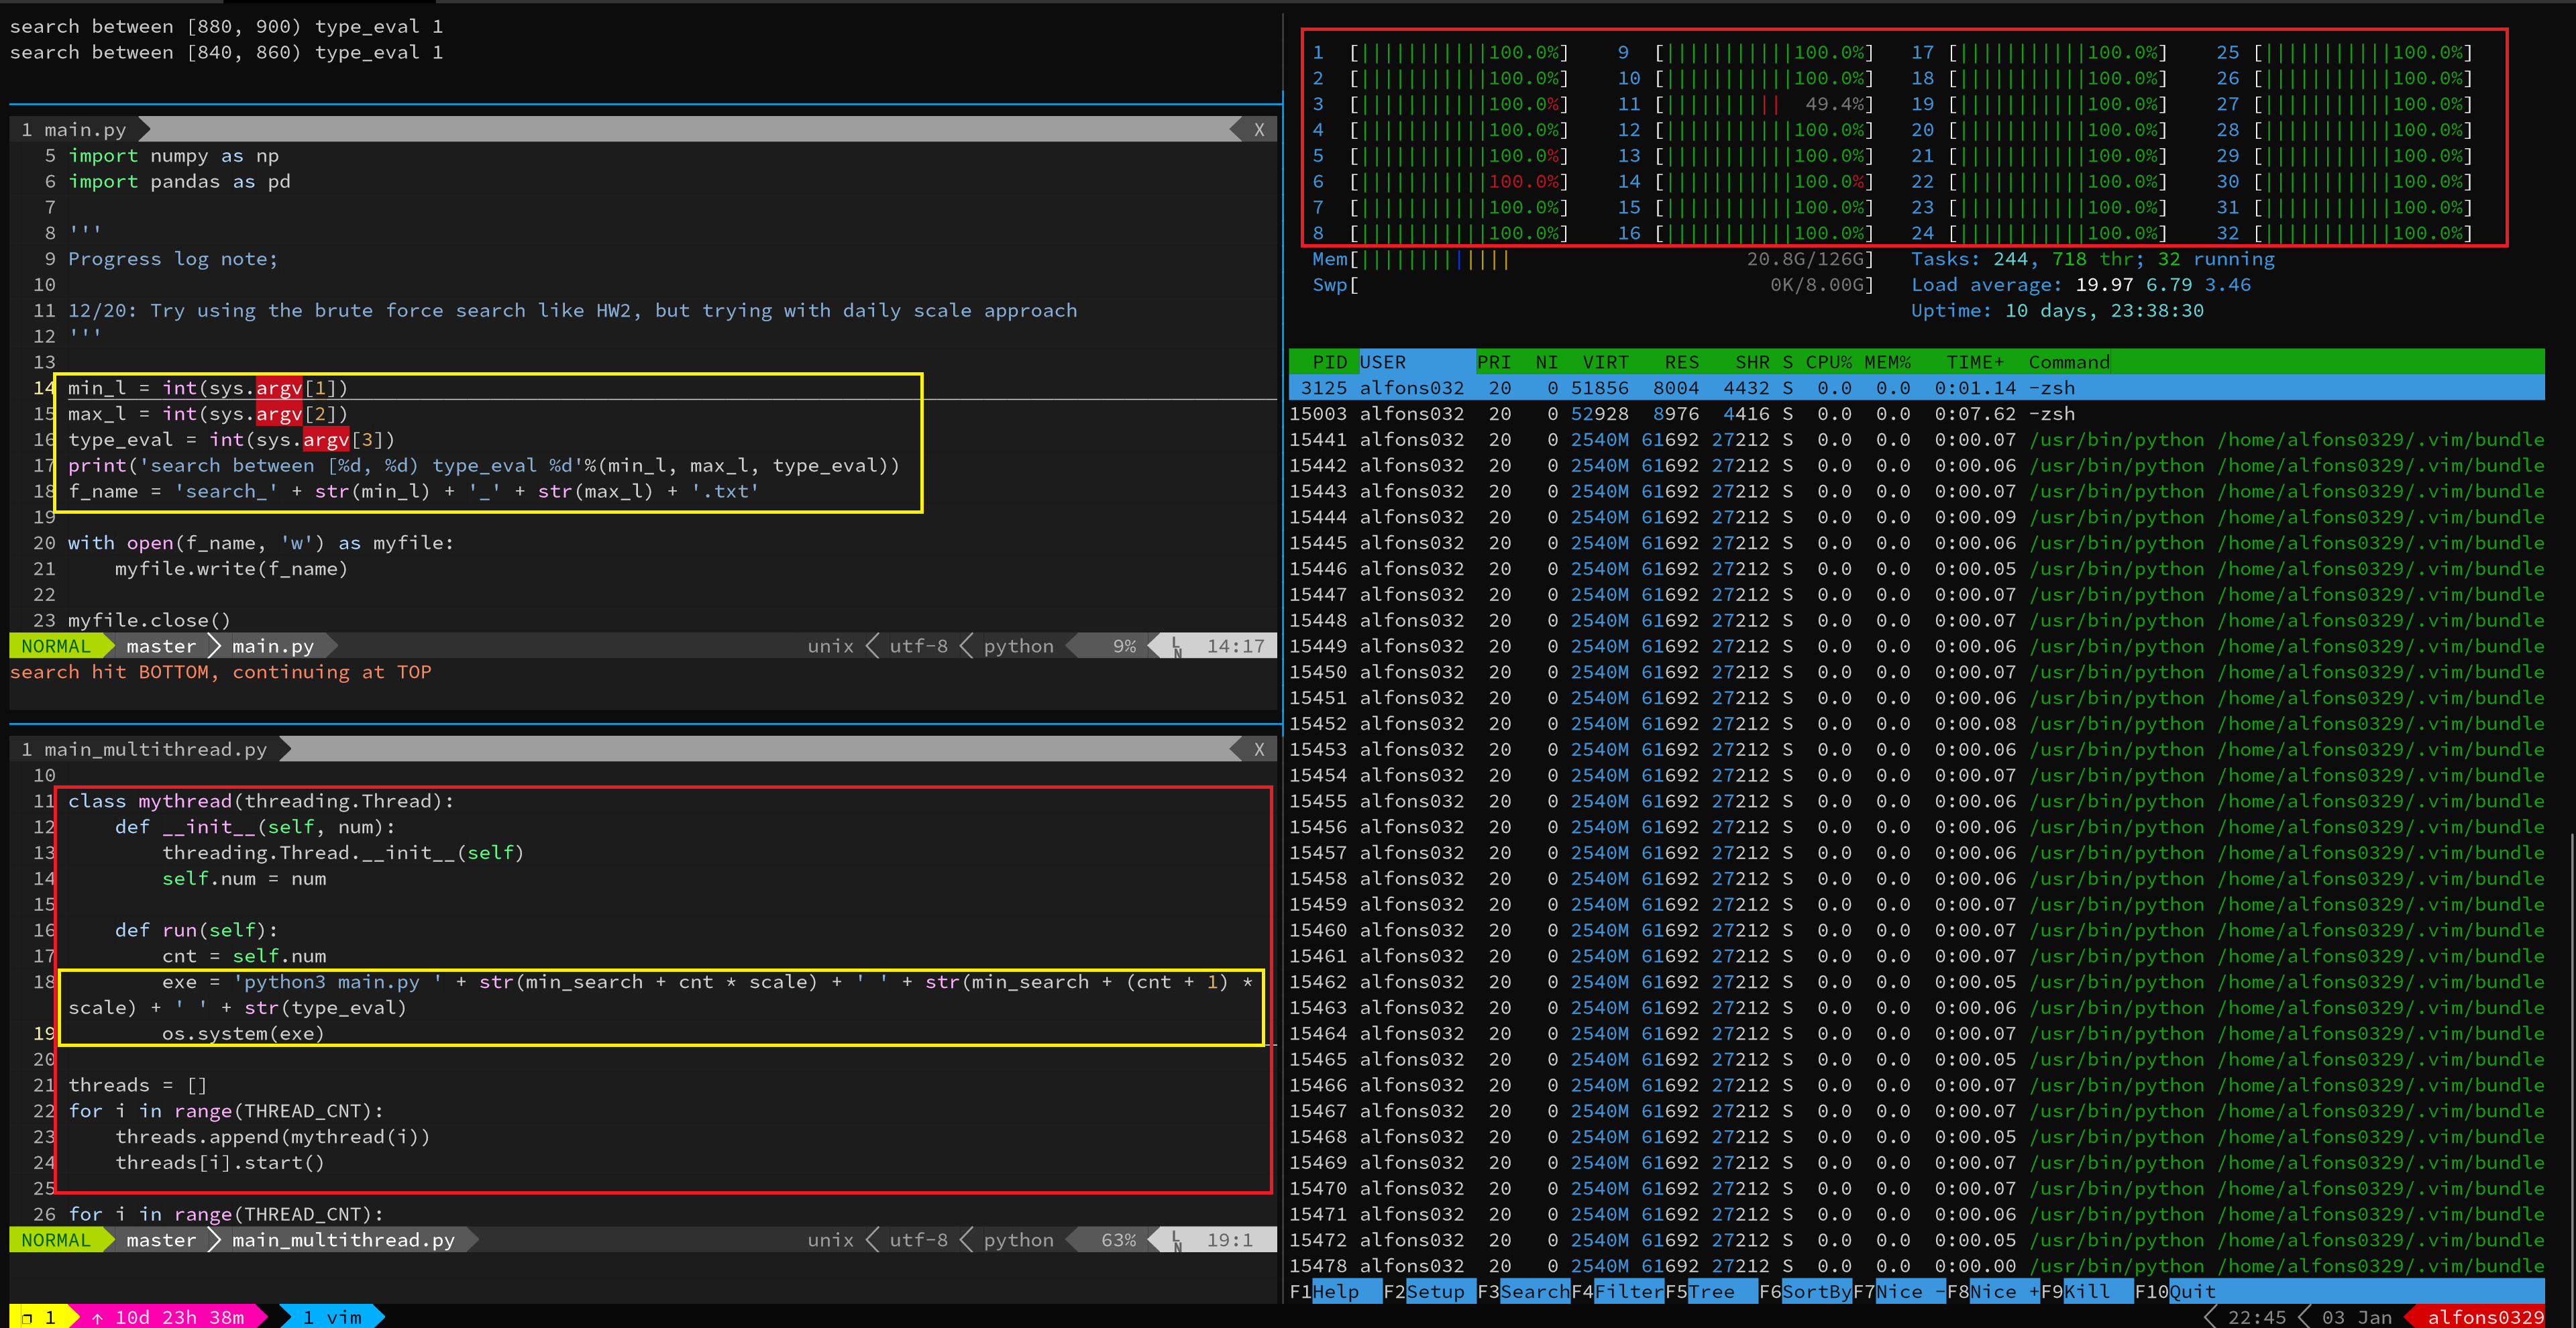 search between [880, 900) type_eval 1
search between [840, 860) type_eval 1
1 main.py X
5 import numpy as np
6 import pandas as pd
7
8 '''
9 Progress log note;
10
11 12/20: Try using the brute force search like HW2, but trying with daily scale approach
12 '''
13
14 min_l = int(sys.argv[1])
15 max_l = int(sys.argv[2])
16 type_eval = int(sys.argv[3])
17 print('search between [%d, %d) type_eval %d'%(min_l, max_l, type_eval))
18 f_name = 'search_' + str(min_l) + '_' + str(max_l) + '.txt'
19
20 with open(f_name, 'w') as myfile:
21     myfile.write(f_name)
22
23 myfile.close()
NORMAL master main.py unix utf-8 python 9% LN 14:17
search hit BOTTOM, continuing at TOP
1 main_multithread.py X
10
11 class mythread(threading.Thread):
12     def __init__(self, num):
13         threading.Thread.__init__(self)
14         self.num = num
15
16     def run(self):
17         cnt = self.num
18         exe = 'python3 main.py ' + str(min_search + cnt * scale) + ' ' + str(min_search + (cnt + 1) *
scale) + ' ' + str(type_eval)
19         os.system(exe)
20
21 threads = []
22 for i in range(THREAD_CNT):
23     threads.append(mythread(i))
24     threads[i].start()
25
26 for i in range(THREAD_CNT):
NORMAL master main_multithread.py unix utf-8 python 63% LN 19:1
1 [|||||||||||100.0%] 9 [|||||||||||100.0%] 17 [|||||||||||100.0%] 25 [|||||||||||100.0%]
2 [|||||||||||100.0%] 10 [|||||||||||100.0%] 18 [|||||||||||100.0%] 26 [|||||||||||100.0%]
3 [|||||||||||100.0%] 11 [|||||||||| 49.4%] 19 [|||||||||||100.0%] 27 [|||||||||||100.0%]
4 [|||||||||||100.0%] 12 [|||||||||||100.0%] 20 [|||||||||||100.0%] 28 [|||||||||||100.0%]
5 [|||||||||||100.0%] 13 [|||||||||||100.0%] 21 [|||||||||||100.0%] 29 [|||||||||||100.0%]
6 [|||||||||||100.0%] 14 [|||||||||||100.0%] 22 [|||||||||||100.0%] 30 [|||||||||||100.0%]
7 [|||||||||||100.0%] 15 [|||||||||||100.0%] 23 [|||||||||||100.0%] 31 [|||||||||||100.0%]
8 [|||||||||||100.0%] 16 [|||||||||||100.0%] 24 [|||||||||||100.0%] 32 [|||||||||||100.0%]
Mem[||||||||||||| 20.8G/126G] Tasks: 244, 718 thr; 32 running
Swp[ 0K/8.00G] Load average: 19.97 6.79 3.46
Uptime: 10 days, 23:38:30
PID USER PRI NI VIRT RES SHR S CPU% MEM% TIME+ Command
3125 alfons032 20 0 51856 8004 4432 S 0.0 0.0 0:01.14 -zsh
15003 alfons032 20 0 52928 8976 4416 S 0.0 0.0 0:07.62 -zsh
15441 alfons032 20 0 2540M 61692 27212 S 0.0 0.0 0:00.07 /usr/bin/python /home/alfons0329/.vim/bundle
15442 alfons032 20 0 2540M 61692 27212 S 0.0 0.0 0:00.06 /usr/bin/python /home/alfons0329/.vim/bundle
15443 alfons032 20 0 2540M 61692 27212 S 0.0 0.0 0:00.07 /usr/bin/python /home/alfons0329/.vim/bundle
15444 alfons032 20 0 2540M 61692 27212 S 0.0 0.0 0:00.09 /usr/bin/python /home/alfons0329/.vim/bundle
15445 alfons032 20 0 2540M 61692 27212 S 0.0 0.0 0:00.06 /usr/bin/python /home/alfons0329/.vim/bundle
15446 alfons032 20 0 2540M 61692 27212 S 0.0 0.0 0:00.05 /usr/bin/python /home/alfons0329/.vim/bundle
15447 alfons032 20 0 2540M 61692 27212 S 0.0 0.0 0:00.07 /usr/bin/python /home/alfons0329/.vim/bundle
15448 alfons032 20 0 2540M 61692 27212 S 0.0 0.0 0:00.07 /usr/bin/python /home/alfons0329/.vim/bundle
15449 alfons032 20 0 2540M 61692 27212 S 0.0 0.0 0:00.06 /usr/bin/python /home/alfons0329/.vim/bundle
15450 alfons032 20 0 2540M 61692 27212 S 0.0 0.0 0:00.07 /usr/bin/python /home/alfons0329/.vim/bundle
15451 alfons032 20 0 2540M 61692 27212 S 0.0 0.0 0:00.06 /usr/bin/python /home/alfons0329/.vim/bundle
15452 alfons032 20 0 2540M 61692 27212 S 0.0 0.0 0:00.08 /usr/bin/python /home/alfons0329/.vim/bundle
15453 alfons032 20 0 2540M 61692 27212 S 0.0 0.0 0:00.06 /usr/bin/python /home/alfons0329/.vim/bundle
15454 alfons032 20 0 2540M 61692 27212 S 0.0 0.0 0:00.07 /usr/bin/python /home/alfons0329/.vim/bundle
15455 alfons032 20 0 2540M 61692 27212 S 0.0 0.0 0:00.06 /usr/bin/python /home/alfons0329/.vim/bundle
15456 alfons032 20 0 2540M 61692 27212 S 0.0 0.0 0:00.06 /usr/bin/python /home/alfons0329/.vim/bundle
15457 alfons032 20 0 2540M 61692 27212 S 0.0 0.0 0:00.06 /usr/bin/python /home/alfons0329/.vim/bundle
15458 alfons032 20 0 2540M 61692 27212 S 0.0 0.0 0:00.06 /usr/bin/python /home/alfons0329/.vim/bundle
15459 alfons032 20 0 2540M 61692 27212 S 0.0 0.0 0:00.07 /usr/bin/python /home/alfons0329/.vim/bundle
15460 alfons032 20 0 2540M 61692 27212 S 0.0 0.0 0:00.07 /usr/bin/python /home/alfons0329/.vim/bundle
15461 alfons032 20 0 2540M 61692 27212 S 0.0 0.0 0:00.07 /usr/bin/python /home/alfons0329/.vim/bundle
15462 alfons032 20 0 2540M 61692 27212 S 0.0 0.0 0:00.05 /usr/bin/python /home/alfons0329/.vim/bundle
15463 alfons032 20 0 2540M 61692 27212 S 0.0 0.0 0:00.06 /usr/bin/python /home/alfons0329/.vim/bundle
15464 alfons032 20 0 2540M 61692 27212 S 0.0 0.0 0:00.07 /usr/bin/python /home/alfons0329/.vim/bundle
15465 alfons032 20 0 2540M 61692 27212 S 0.0 0.0 0:00.05 /usr/bin/python /home/alfons0329/.vim/bundle
15466 alfons032 20 0 2540M 61692 27212 S 0.0 0.0 0:00.07 /usr/bin/python /home/alfons0329/.vim/bundle
15467 alfons032 20 0 2540M 61692 27212 S 0.0 0.0 0:00.07 /usr/bin/python /home/alfons0329/.vim/bundle
15468 alfons032 20 0 2540M 61692 27212 S 0.0 0.0 0:00.05 /usr/bin/python /home/alfons0329/.vim/bundle
15469 alfons032 20 0 2540M 61692 27212 S 0.0 0.0 0:00.07 /usr/bin/python /home/alfons0329/.vim/bundle
15470 alfons032 20 0 2540M 61692 27212 S 0.0 0.0 0:00.07 /usr/bin/python /home/alfons0329/.vim/bundle
15471 alfons032 20 0 2540M 61692 27212 S 0.0 0.0 0:00.06 /usr/bin/python /home/alfons0329/.vim/bundle
15472 alfons032 20 0 2540M 61692 27212 S 0.0 0.0 0:00.05 /usr/bin/python /home/alfons0329/.vim/bundle
15478 alfons032 20 0 2540M 61692 27212 S 0.0 0.0 0:00.00 /usr/bin/python /home/alfons0329/.vim/bundle
F1Help F2Setup F3SearchF4FilterF5Tree F6SortByF7Nice -F8Nice +F9Kill F10Quit
❐ 1 ↑ 10d 23h 38m 1 vim 22:45 03 Jan alfons0329